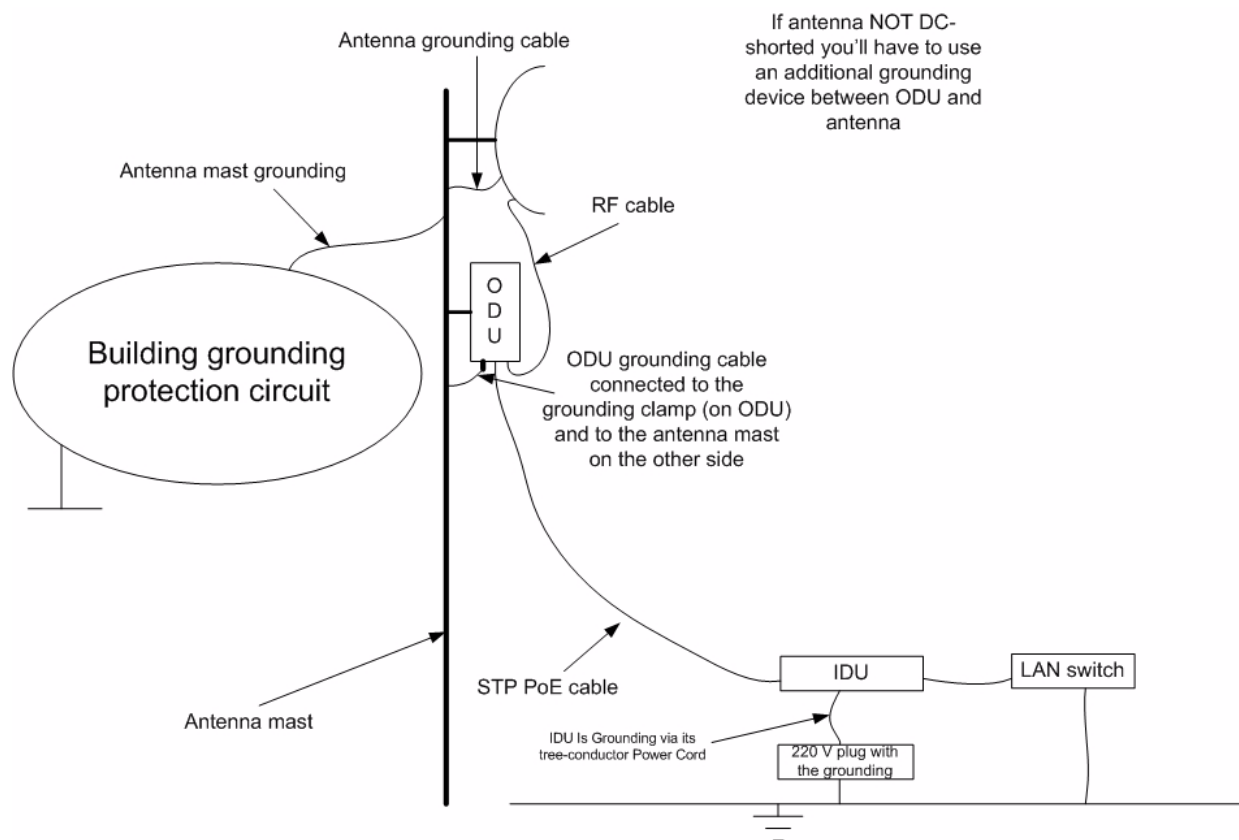 If antenna NOT DC-
shorted you'll have to use
an additional grounding
device between ODU and
antenna
Antenna grounding cable
Antenna mast grounding
RF cable
O
D
U
Building grounding
protection circuit
ODU grounding cable
connected to the
grounding clamp (on ODU)
and to the antenna mast
on the other side
STP PoE cable
IDU
LAN switch
Antenna mast
IDU Is Grounding via its
tree-conductor Power Cord
220 V plug with
the grounding